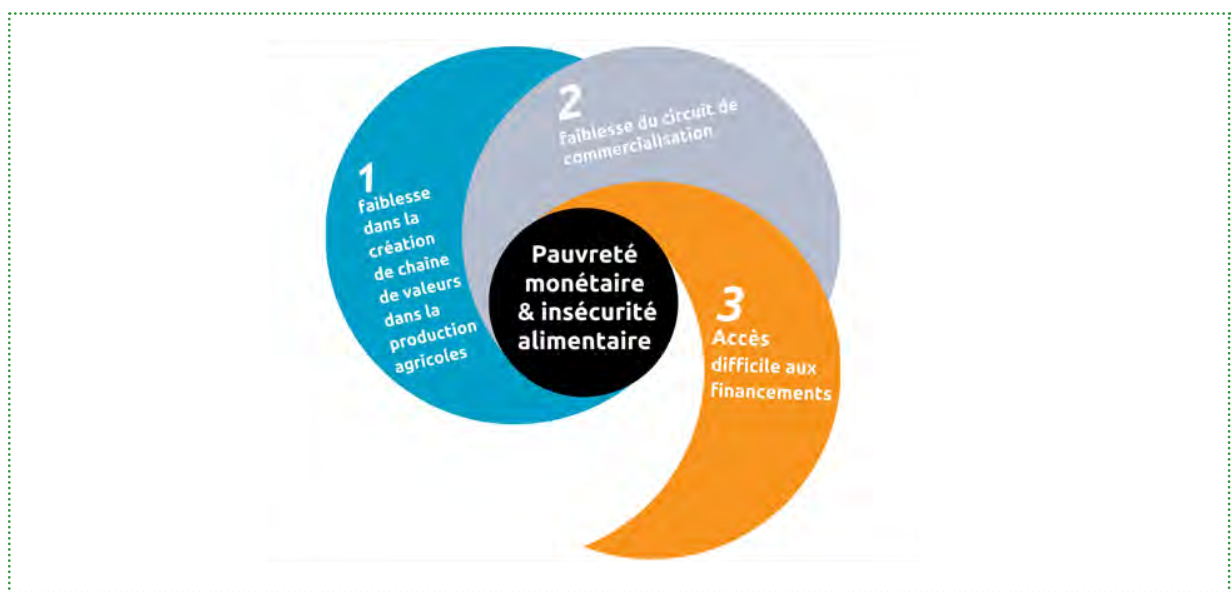 1
faiblesse
dans la
création
de chaîne
de valeurs
dans la
production
agricoles
2
Faiblesse du circuit de
commercialisation
Pauvreté
monétaire
& insécurité
alimentaire
3
Accès
difficile aux
financements